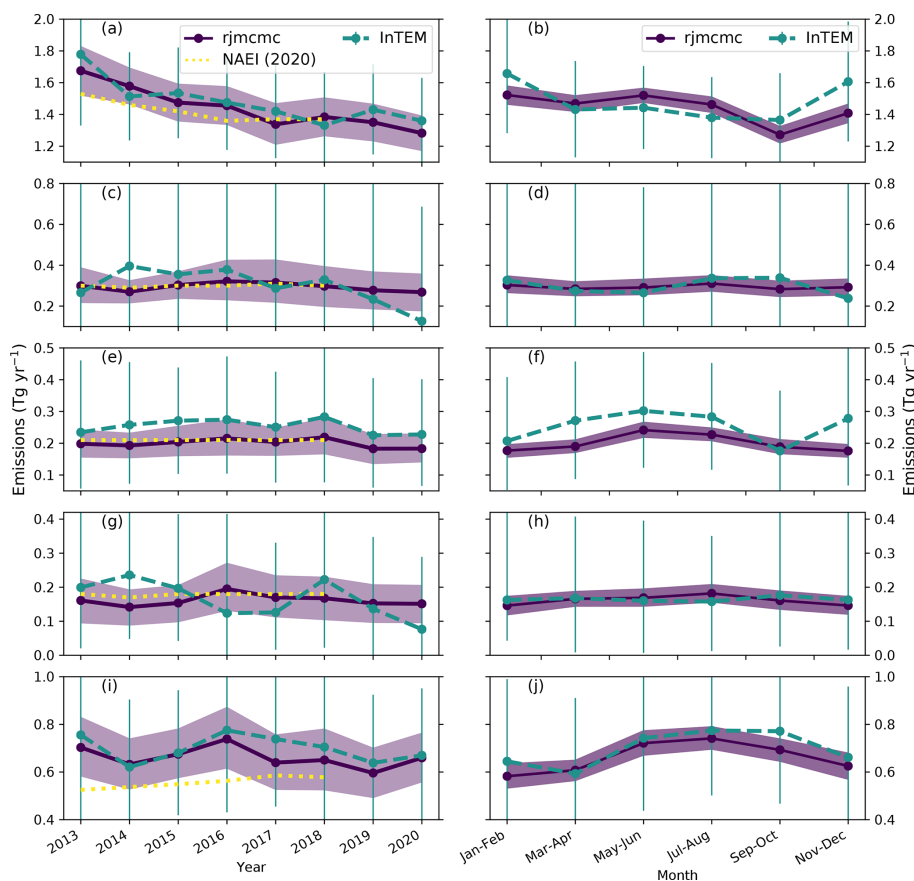 (a)
rjmcmc
InTEM
NAEI (2020)
2.0
1.8
1.6
1.4
1.2
(b)
rjmcmc
InTEM
2.0
1.8
1.6
1.4
1.2
(c)
0.8
0.6
0.4
0.2
(d)
0.8
0.6
0.4
0.2
(e)
0.5
0.4
0.3
0.2
0.1
Emissions (Tg yr⁻¹)
(f)
0.5
0.4
0.3
0.2
0.1
Emissions (Tg yr⁻¹)
(g)
0.4
0.3
0.2
0.1
0.0
(h)
0.4
0.3
0.2
0.1
0.0
(i)
1.0
0.8
0.6
0.4
(j)
1.0
0.8
0.6
0.4
2013 2014 2015 2016 2017 2018 2019 2020
Year
Jan-Feb Mar-Apr May-Jun Jul-Aug Sep-Oct Nov-Dec
Month